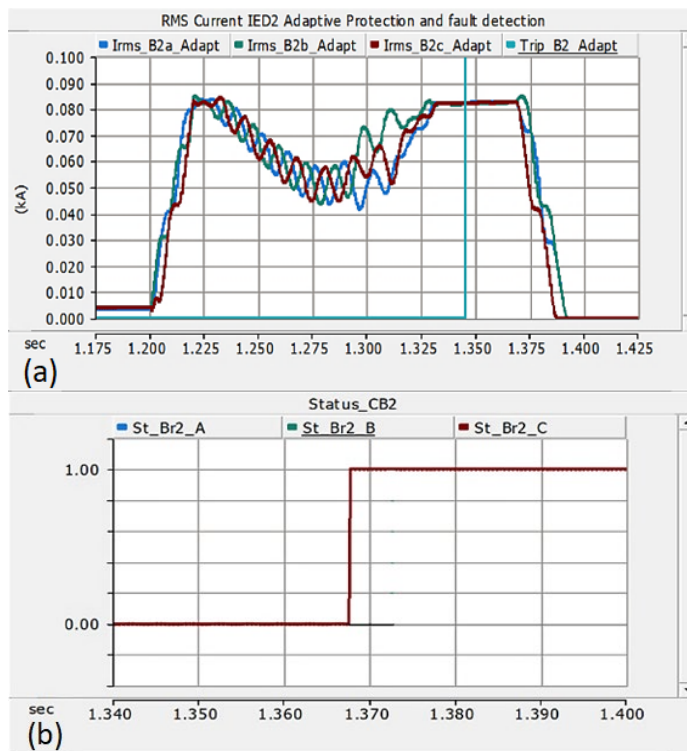 RMS Current IED2 Adaptive Protection and fault detection
Irms_B2a_Adapt Irms_B2b_Adapt Irms_B2c_Adapt Trip_B2_Adapt
0.100
0.090
0.080
0.070
0.060
0.050
0.040
0.030
0.020
0.010
0.000
(kA)
sec 1.175 1.200 1.225 1.250 1.275 1.300 1.325 1.350 1.375 1.400 1.425
(a)
Status_CB2
St_Br2_A St_Br2_B St_Br2_C
1.00
0.00
sec 1.340 1.350 1.360 1.370 1.380 1.390 1.400
(b)